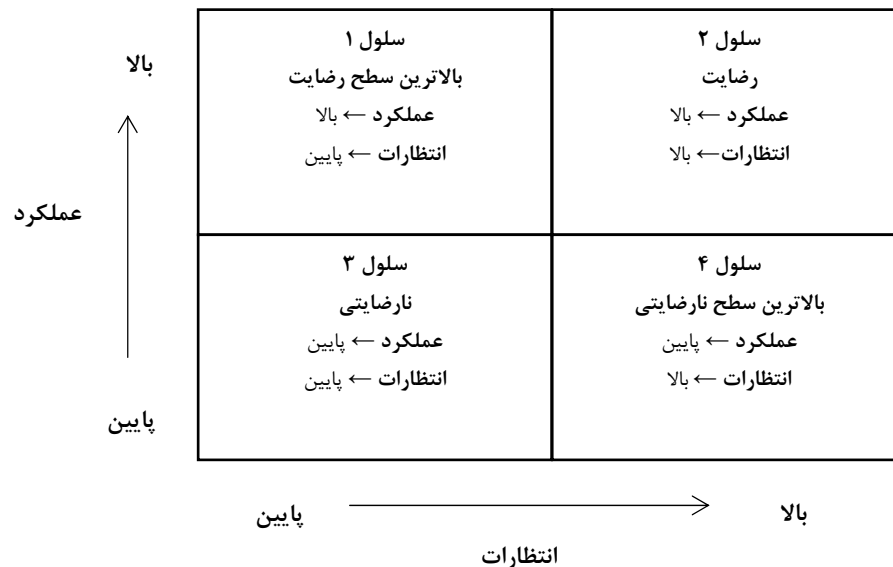 بالا
عملکرد
پایین
سلول ۱
بالاترین سطح رضایت
عملکرد ← بالا
انتظارات ← پایین
سلول ۲
رضایت
عملکرد ← بالا
انتظارات← بالا
سلول ۳
نارضایتی
عملکرد ← پایین
انتظارات ← پایین
سلول ۴
بالاترین سطح نارضایتی
عملکرد ← پایین
انتظارات ← بالا
پایین
بالا
انتظارات